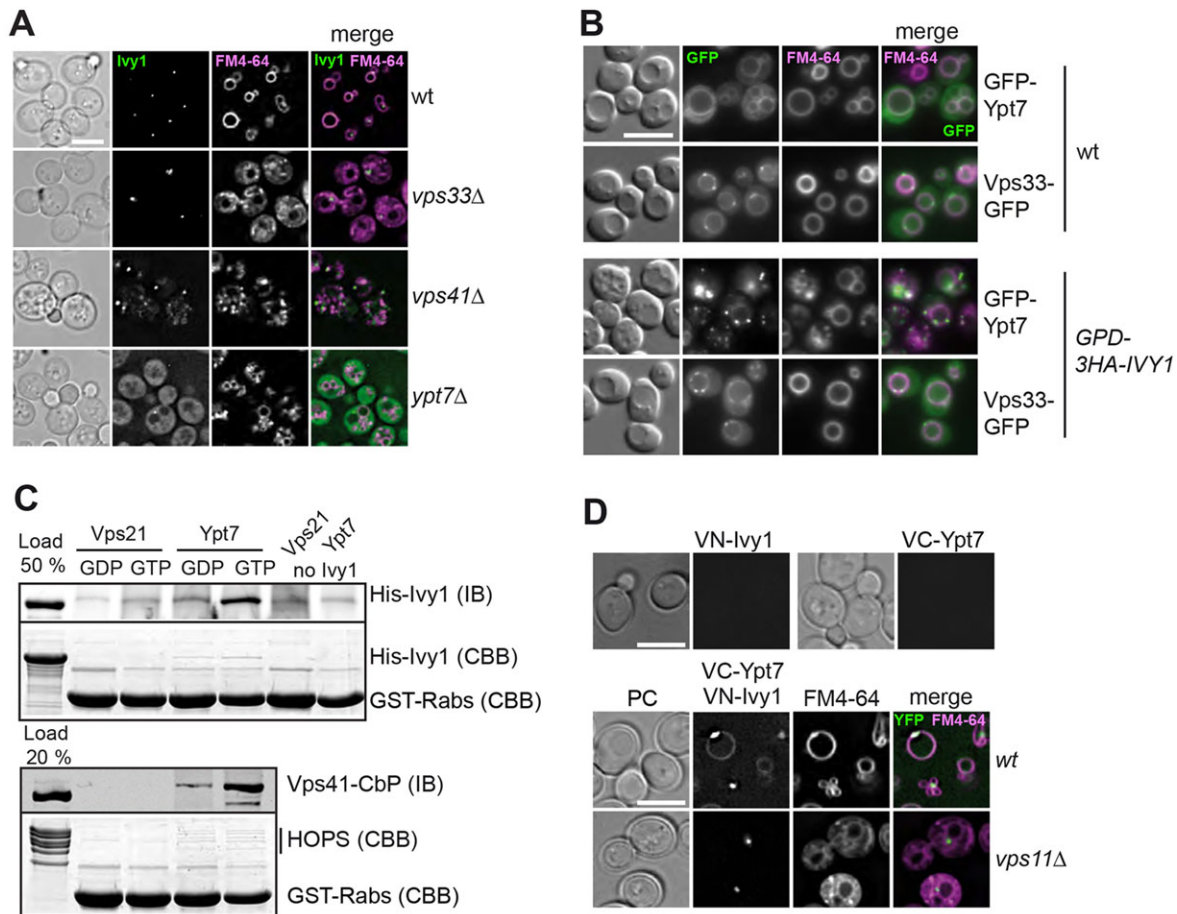 A
merge
Ivy1
FM4-64
Ivy1 FM4-64
wt
vps33Δ
vps41Δ
ypt7Δ
B
merge
GFP
FM4-64
FM4-64
GFP
GFP-
Ypt7
Vps33-
GFP
wt
GFP-
Ypt7
Vps33-
GFP
GPD-
3HA-IVY1
C
Load
50 %
Vps21
Ypt7
Vps21
Ypt7
GDP
GTP
GDP
GTP
no Ivy1
His-Ivy1 (IB)
His-Ivy1 (CBB)
GST-Rabs (CBB)
Load
20 %
Vps41-CbP (IB)
HOPS (CBB)
GST-Rabs (CBB)
D
VN-Ivy1
VC-Ypt7
PC
VC-Ypt7
VN-Ivy1
FM4-64
merge
YFP FM4-64
wt
vps11Δ